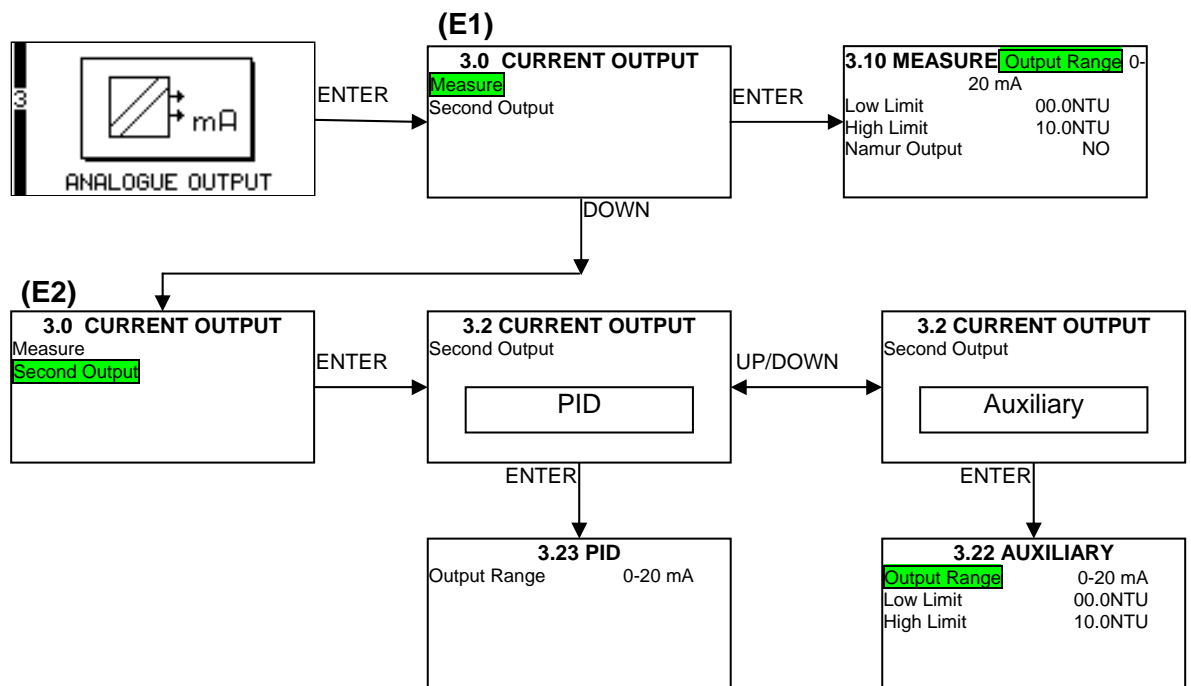 (E1)
3
mA
ANALOGUE OUTPUT
ENTER
3.0 CURRENT OUTPUT
Measure
Second Output
ENTER
3.10 MEASURE Output Range 0-
20 mA
Low Limit 00.0NTU
High Limit 10.0NTU
Namur Output NO
DOWN
(E2)
3.0 CURRENT OUTPUT
Measure
Second Output
ENTER
3.2 CURRENT OUTPUT
Second Output
PID
UP/DOWN
3.2 CURRENT OUTPUT
Second Output
Auxiliary
ENTER
ENTER
3.23 PID
Output Range 0-20 mA
3.22 AUXILIARY
Output Range 0-20 mA
Low Limit 00.0NTU
High Limit 10.0NTU